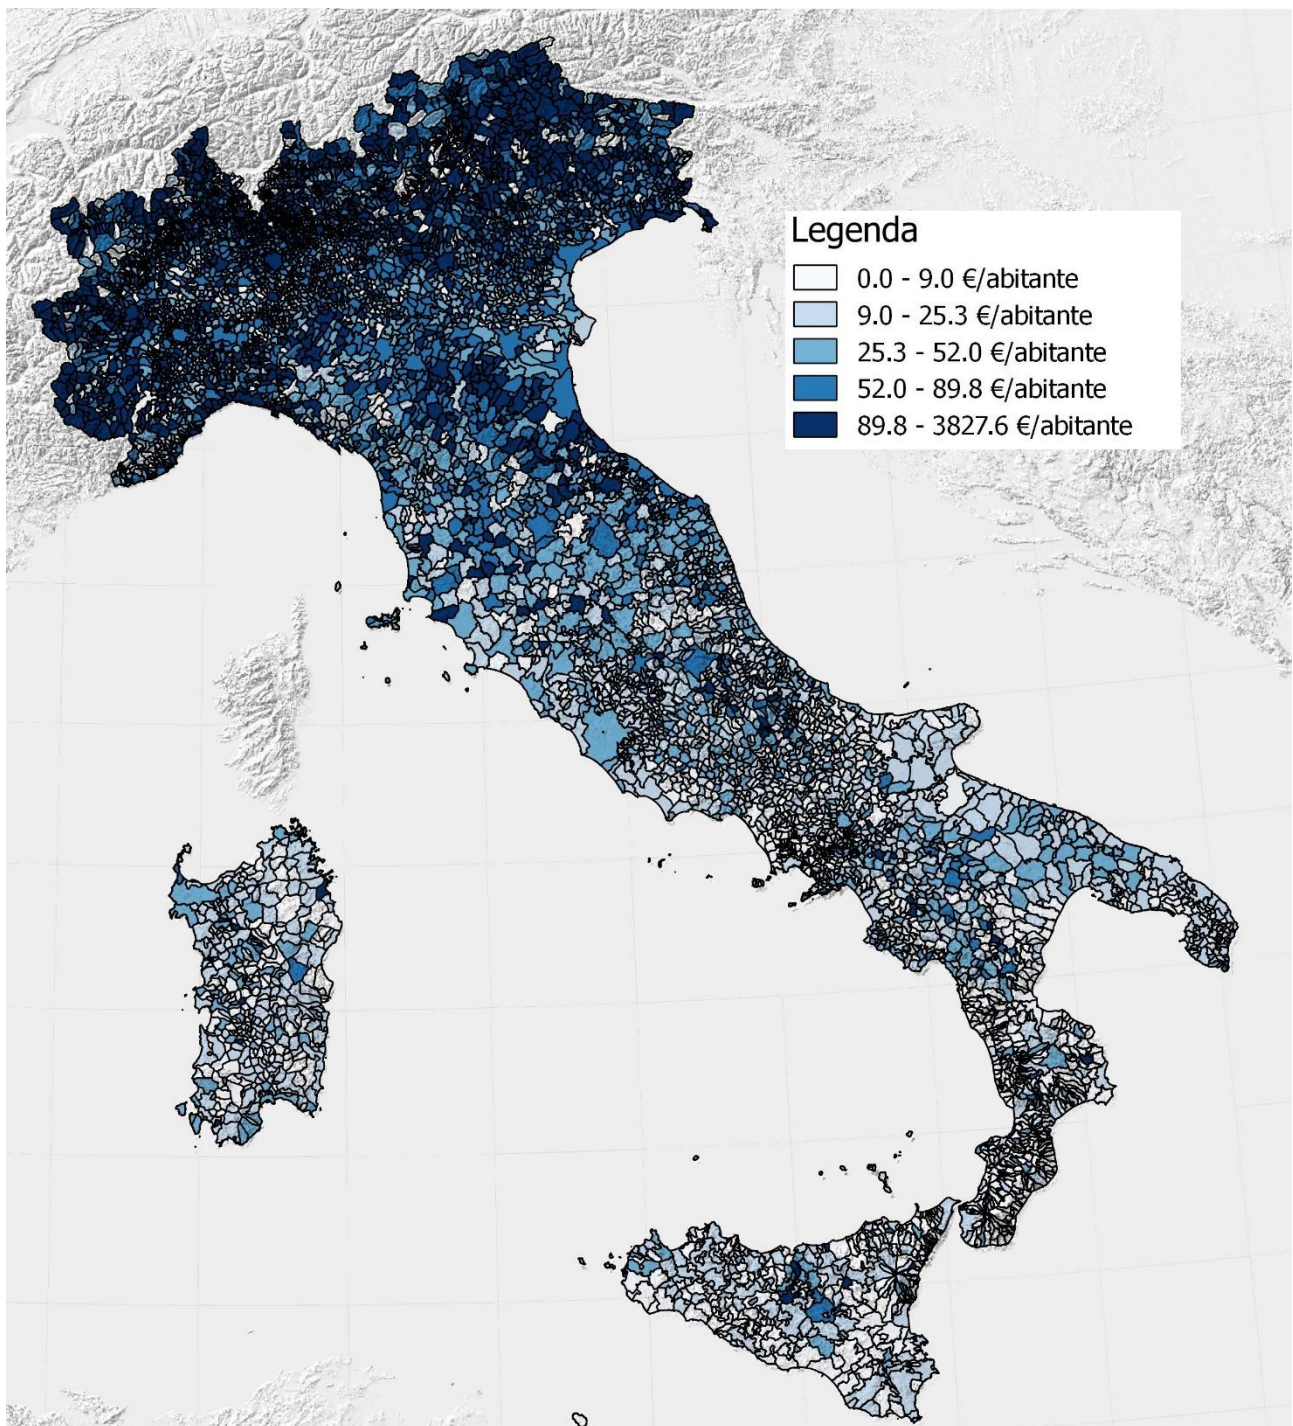 Legenda
0.0 - 9.0 €/abitante
9.0 - 25.3 €/abitante
25.3 - 52.0 €/abitante
52.0 - 89.8 €/abitante
89.8 - 3827.6 €/abitante